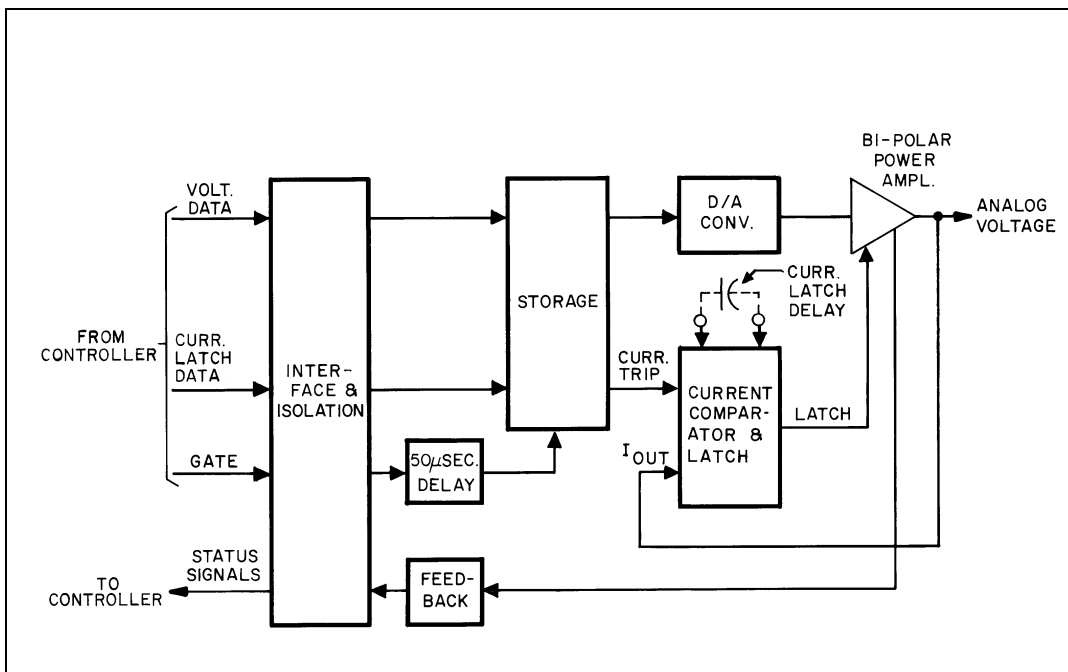 BI-POLAR
POWER
AMPL.
VOLT.
DATA
D/A
CONV.
ANALOG
VOLTAGE
CURR.
LATCH
DELAY
STORAGE
FROM
CONTROLLER
CURR.
LATCH
DATA
INTER-
FACE &
ISOLATION
CURR.
TRIP
CURRENT
COMPAR-
ATOR &
LATCH
LATCH
GATE
50μSEC.
DELAY
IOUT
STATUS
SIGNALS
TO
CONTROLLER
FEED-
BACK